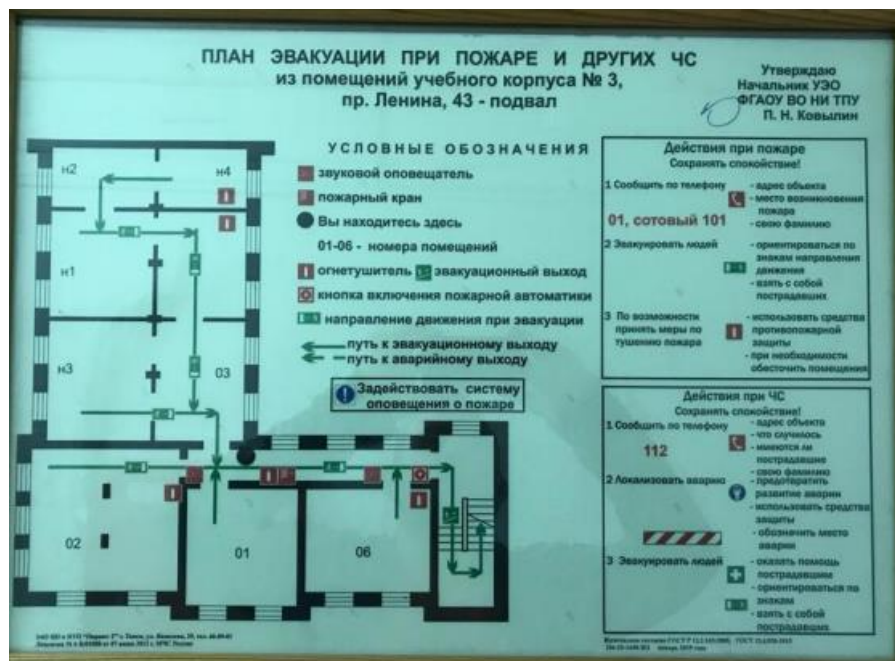 ПЛАН ЭВАКУАЦИИ ПРИ ПОЖАРЕ И ДРУГИХ ЧС
из помещений учебного корпуса № 3,
пр. Ленина, 43 - подвал
Утверждаю
Начальник УЭО
ФГАОУ ВО НИ ТПУ
П. Н. Ковылин
УСЛОВНЫЕ ОБОЗНАЧЕНИЯ
звуковой оповещатель
пожарный кран
Вы находитесь здесь
01-06 - номера помещений
огнетушитель
эвакуационный выход
кнопка включения пожарной автоматики
направление движения при эвакуации
путь к эвакуационному выходу
путь к аварийному выходу
Задействовать систему
оповещения о пожаре
н2
н4
н1
н3
03
02
01
06
Действия при пожаре
Сохранять спокойствие!
1 Сообщить по телефону
01, сотовый 101
- адрес объекта
- место возникновения
пожара
- свою фамилию
2 Эвакуировать людей
- ориентироваться по
знакам направления
движения
- взять с собой
пострадавших
3 По возможности
принять меры по
тушению пожара
- использовать средства
противопожарной
защиты
- при необходимости
обесточить помещения
Действия при ЧС
Сохранять спокойствие!
1 Сообщить по телефону
112
- адрес объекта
- что случилось
- имеются ли
пострадавшие
- свою фамилию
2 Локализовать аварию
- предотвратить
развитие аварии
- использовать средства
защиты
- обозначить место
аварии
3 Эвакуировать людей
- оказать помощь
пострадавшим
- ориентироваться по
знакам
- взять с собой
пострадавших